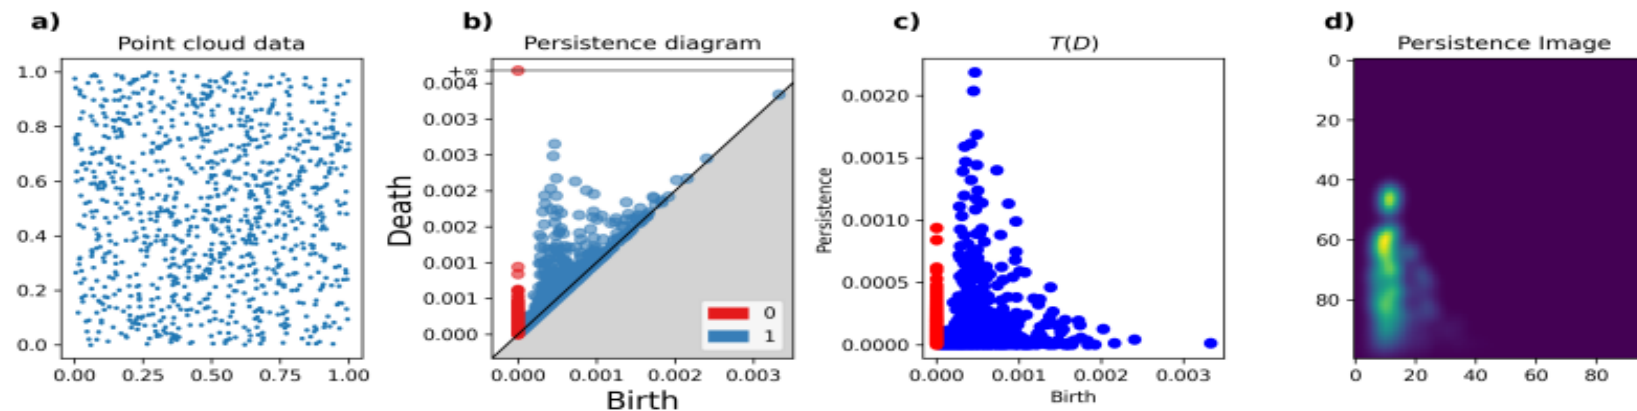 a)
Point cloud data
1.0
0.8
0.6
0.4
0.2
0.0
0.00 0.25 0.50 0.75 1.00
b)
Persistence diagram
+∞
0.004
0.003
0.003
0.002
0.002
0.001
0.001
0.000
Death
0
1
0.000 0.001 0.002 0.003
Birth
c)
T(D)
0.0020
0.0015
0.0010
0.0005
0.0000
Persistence
0.000 0.001 0.002 0.003
Birth
d)
Persistence Image
0
20
40
60
80
0 20 40 60 80